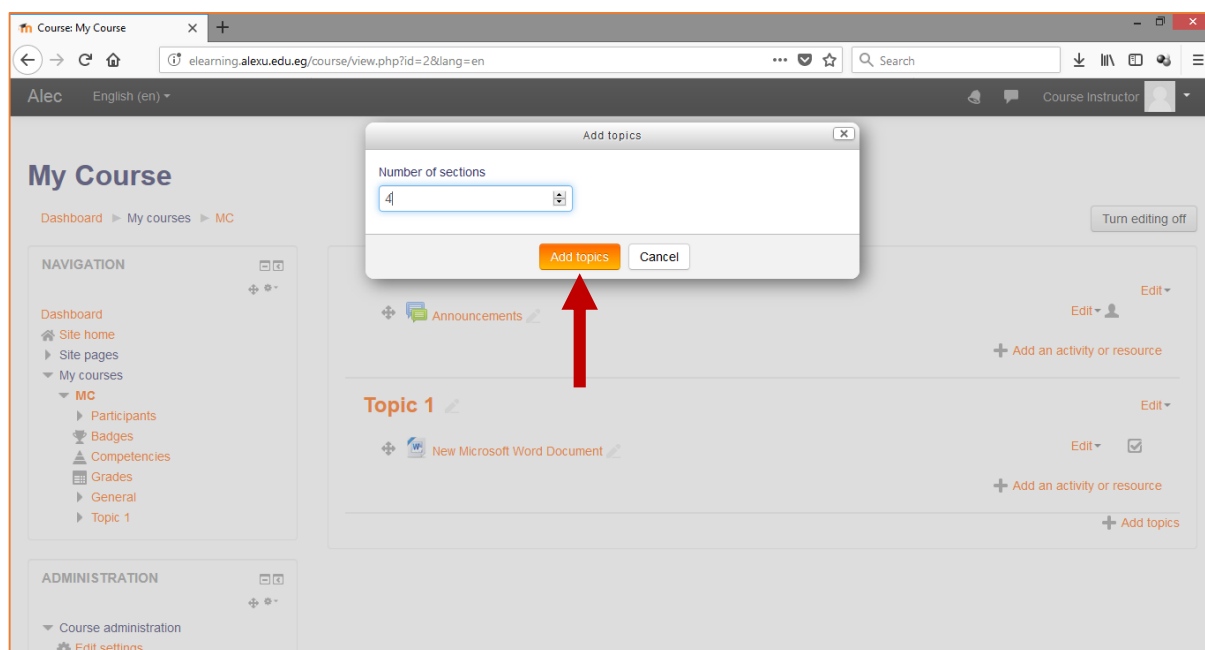 Course: My Course
elearning.alexu.edu.eg/course/view.php?id=2&lang=en
Search
Alec English (en)
Course Instructor
Add topics
Number of sections
4
Add topics Cancel
My Course
Dashboard My courses MC
Turn editing off
NAVIGATION
Dashboard
Site home
Site pages
My courses
MC
Participants
Badges
Competencies
Grades
General
Topic 1
ADMINISTRATION
Course administration
Edit settings
Edit
Announcements
Edit
Add an activity or resource
Topic 1
Edit
New Microsoft Word Document
Edit
Add an activity or resource
Add topics